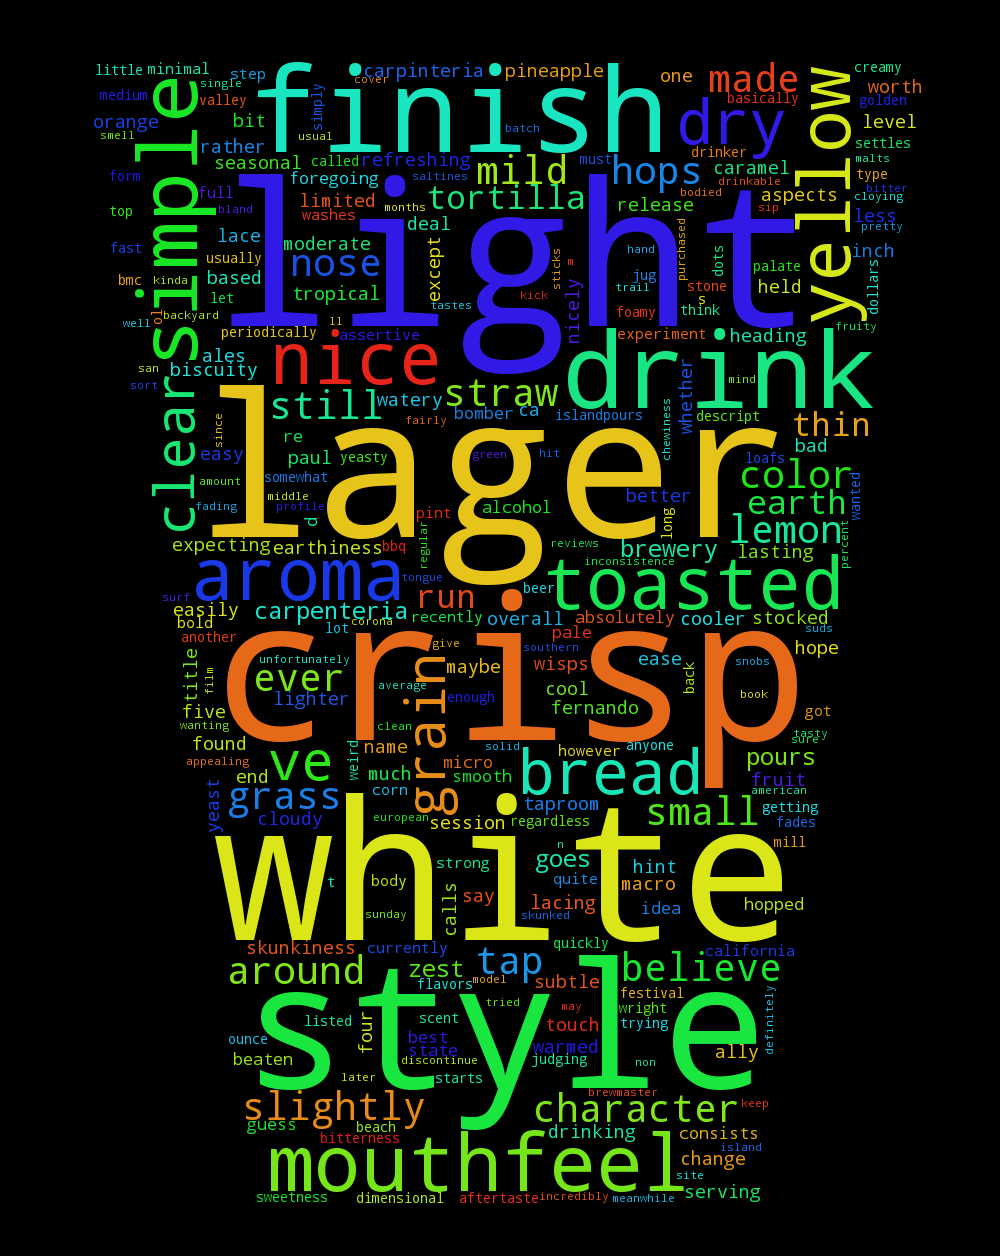 little minimal step carpinteria pineapple one made creamy
single cover finish dry yellow worth
medium valley simply basically golden
orange bit usual batch level
smell simple rather seasonal called refreshing mild hops must drinker caramel settles
form full foregoing saltines tortilla bodied drinkable aspects malts type bitter cloying
top bland limited washes months deal release sip less pretty
fast lace moderate except light hand purchased dots inch
bmc kinda usually based nose tastes sticks = jug trail stone palate held dollars
let tropical kick nicely s
ol backyard ll foamy think
well periodically assertive experiment heading fruity
san ales biscuity nice drink mind
sort clear still watery straw bomber ca islandpours whether descript thin
since fairly chewiness bad
easy re paul yeasty lager green hit loafs color
amount somewhat better wanted
fading middle profile d pint alcohol long earth
expecting earthiness bbq regular reviews brewery lemon lasting percent
aroma tongue inconsistence
surf run beer toasted
easily bold carpenteria recently overall absolutely cooler stocked
another lot corona pale suds
title film unfortunately give crisp southern hope
ever maybe wisps ease back snobs
lighter average grain enough cool book
five wanting fernando got
found clean solid tasty sure
appealing ve weird name micro however anyone pours
end much smooth bread american
yeast grass corn taproom small fruit getting
cloudy european session regardless fades
white n mill
strong goes hint
t body quite macro
sunday calls say lacing idea hopped
skunked
skunkiness currently quickly california
around zest tap believe
flavors model subtle festival
style tried may wright definitely
listed scent touch trying
ounce four best state warmed ally
beaten discontinue judging non
later starts
slightly brewmaster character keep
guess beach drinking consists
bitterness island
mouthfeel change
site
sweetness dimensional aftertaste incredibly meanwhile serving